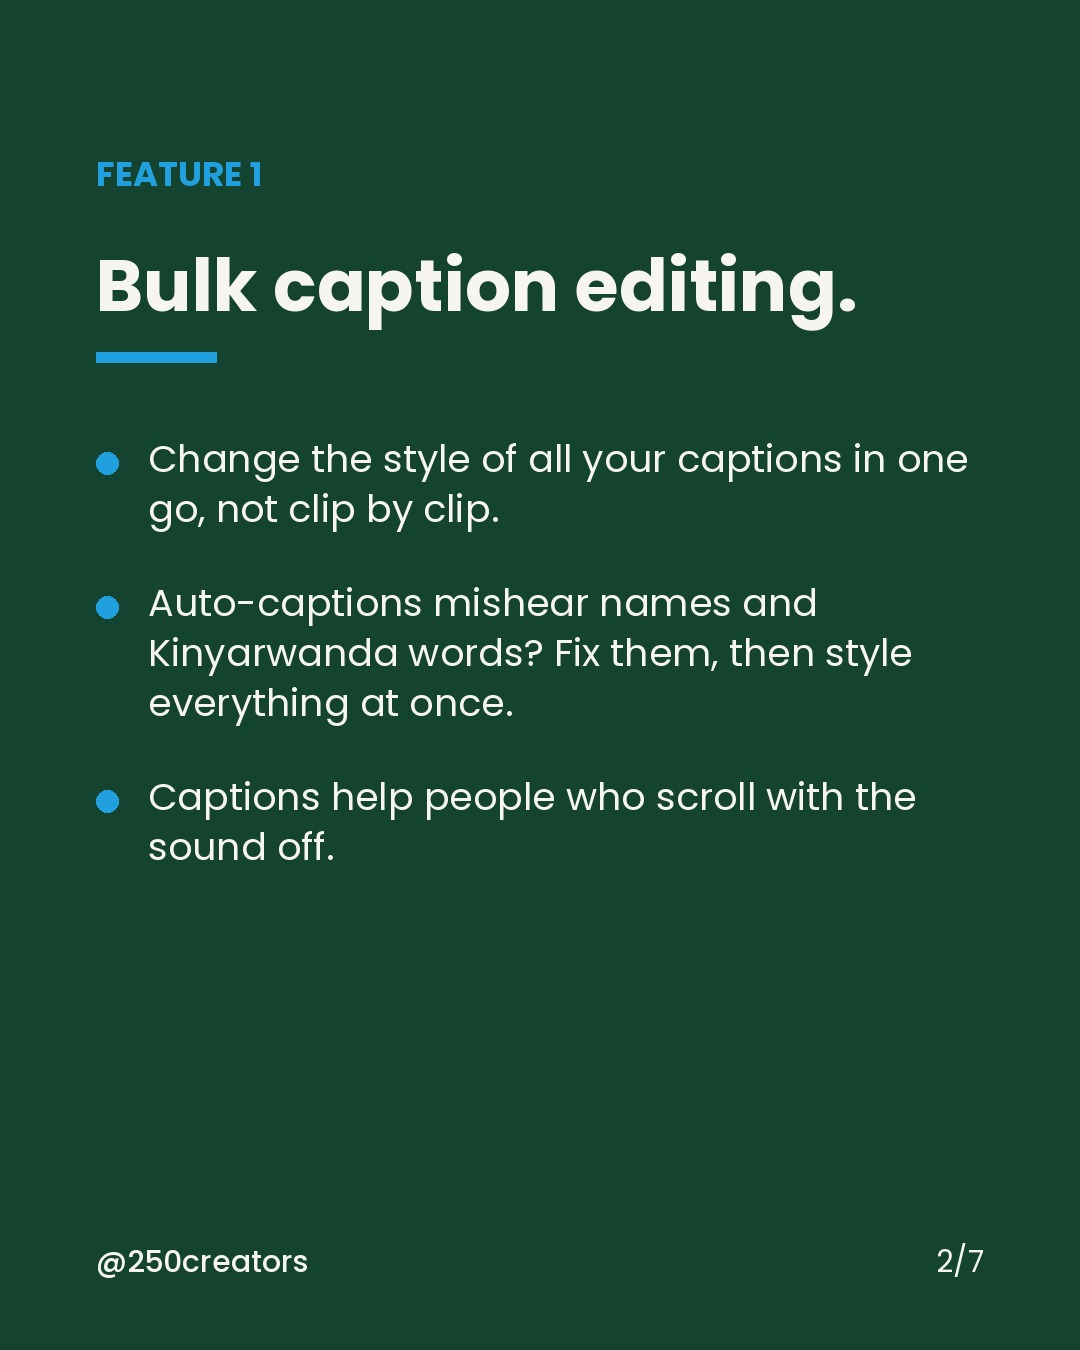 FEATURE 1
Bulk caption editing.
Change the style of all your captions in one
go, not clip by clip.
Auto-captions mishear names and
Kinyarwanda words? Fix them, then style
everything at once.
Captions help people who scroll with the
sound off.
@250creators
2/7